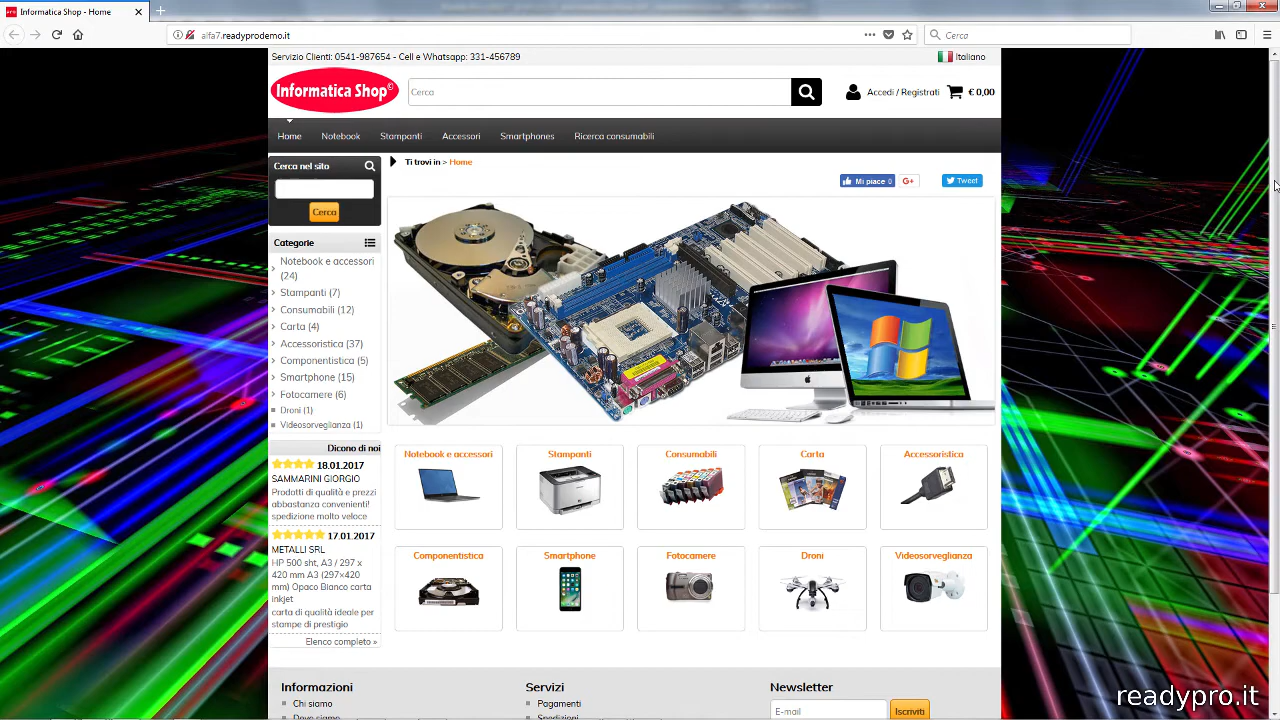 Informatica Shop - Home
alfa7.readyprodemo.it
Cerca
Servizio Clienti: 0541-987654 - Cell e Whatsapp: 331-456789
Italiano
Informatica Shop©
Cerca
Accedi / Registrati
€ 0,00
Home
Notebook
Stampanti
Accessori
Smartphones
Ricerca consumabili
Cerca nel sito
Cerca
Ti trovi in > Home
Mi piace 0
G+
Tweet
Categorie
Notebook e accessori
(24)
Stampanti (7)
Consumabili (12)
Carta (4)
Accessoristica (37)
Componentistica (5)
Smartphone (15)
Fotocamere (6)
Droni (1)
Videosorveglianza (1)
Dicono di noi
18.01.2017
SAMMARINI GIORGIO
Prodotti di qualità e prezzi
abbastanza convenienti!
spedizione molto veloce
17.01.2017
METALLI SRL
HP 500 sht, A3 / 297 x
420 mm A3 (297×420
mm) Opaco Bianco carta
inkjet
carta di qualità ideale per
stampe di prestigio
Elenco completo »
Notebook e accessori
Stampanti
Consumabili
Carta
Accessoristica
Componentistica
Smartphone
Fotocamere
Droni
Videosorveglianza
Informazioni
Chi siamo
Dove siamo
Servizi
Pagamenti
Spedizioni
Newsletter
E-mail
Iscriviti
readypro.it